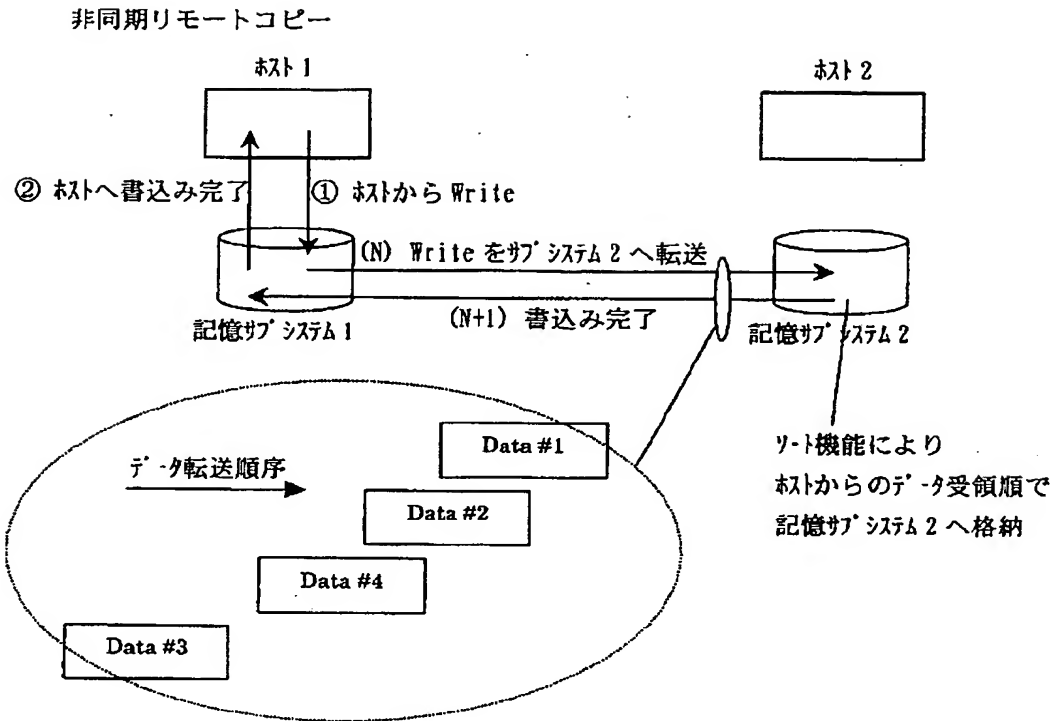 非同期リモートコピー
ホスト 1
ホスト 2
② ホストへ書込み完了
① ホストから Write
(N) Write をサブシステム 2 へ転送
(N+1) 書込み完了
記憶サブシステム 1
記憶サブシステム 2
Data #1
データ転送順序
Data #2
Data #4
Data #3
ソート機能により
ホストからのデータ受領順で
記憶サブシステム 2 へ格納